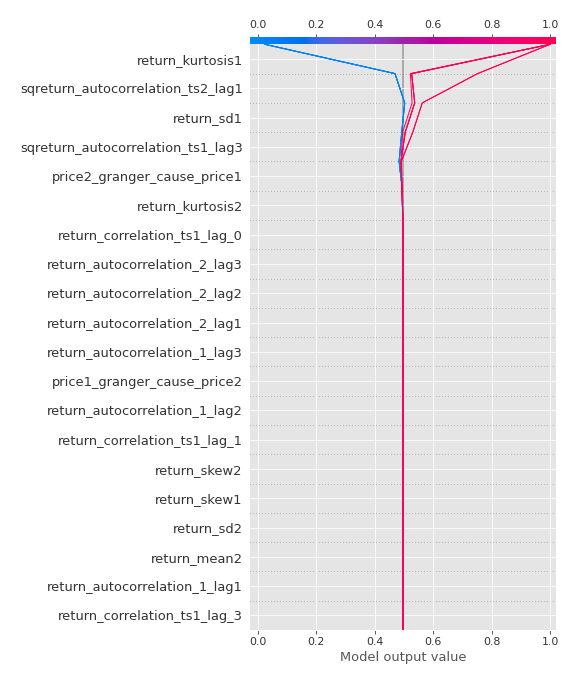 0.0 0.2 0.4 0.6 0.8 1.0
return_kurtosis1
sqreturn_autocorrelation_ts2_lag1
return_sd1
sqreturn_autocorrelation_ts1_lag3
price2_granger_cause_price1
return_kurtosis2
return_correlation_ts1_lag_0
return_autocorrelation_2_lag3
return_autocorrelation_2_lag2
return_autocorrelation_2_lag1
return_autocorrelation_1_lag3
price1_granger_cause_price2
return_autocorrelation_1_lag2
return_correlation_ts1_lag_1
return_skew2
return_skew1
return_sd2
return_mean2
return_autocorrelation_1_lag1
return_correlation_ts1_lag_3
0.0 0.2 0.4 0.6 0.8 1.0
Model output value